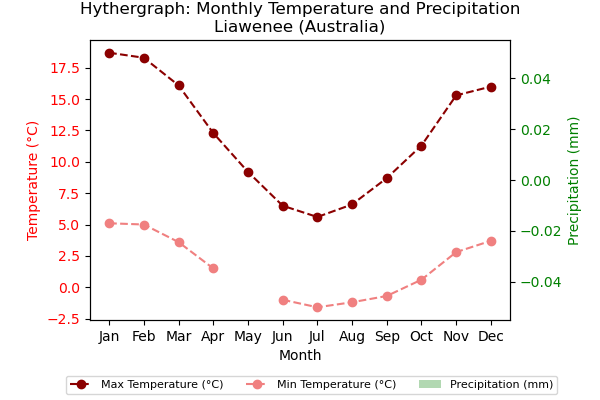 Hythergraph: Monthly Temperature and Precipitation
Liawenee (Australia)
Temperature (°C)
17.5
15.0
12.5
10.0
7.5
5.0
2.5
0.0
−2.5
0.04
0.02
0.00
−0.02
−0.04
Precipitation (mm)
Jan Feb Mar Apr May Jun Jul Aug Sep Oct Nov Dec
Month
Max Temperature (°C) Min Temperature (°C) Precipitation (mm)